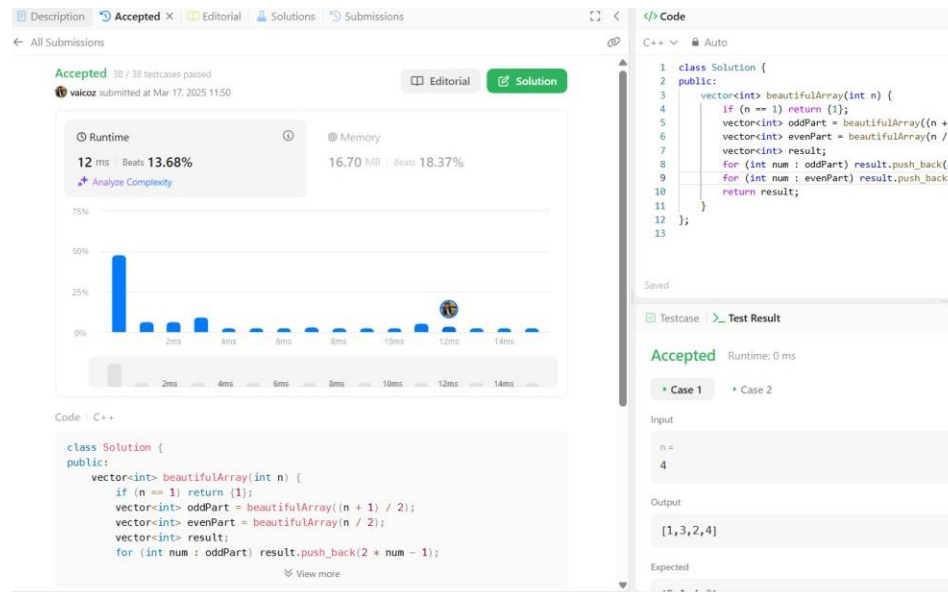 Description
Accepted
Editorial
Solutions
Submissions
All Submissions
Accepted 38 / 38 testcases passed
vaicoz submitted at Mar 17, 2025 11:50
Editorial
Solution
Runtime
12 ms Beats 13.68%
Analyze Complexity
Memory
16.70 MB Beats 18.37%
75%
50%
25%
0%
2ms 4ms 6ms 8ms 10ms 12ms 14ms
2ms 4ms 6ms 8ms 10ms 12ms 14ms
Code C++
class Solution {
public:
    vector<int> beautifulArray(int n) {
        if (n == 1) return {1};
        vector<int> oddPart = beautifulArray((n + 1) / 2);
        vector<int> evenPart = beautifulArray(n / 2);
        vector<int> result;
        for (int num : oddPart) result.push_back(2 * num - 1);
View more
</> Code
C++ Auto
1 class Solution {
2 public:
3     vector<int> beautifulArray(int n) {
4         if (n == 1) return {1};
5         vector<int> oddPart = beautifulArray((n +
6         vector<int> evenPart = beautifulArray(n /
7         vector<int> result;
8         for (int num : oddPart) result.push_back(
9         for (int num : evenPart) result.push_back
10         return result;
11     }
12 };
13
Saved
Testcase >_ Test Result
Accepted Runtime: 0 ms
• Case 1 • Case 2
Input
n =
4
Output
[1,3,2,4]
Expected